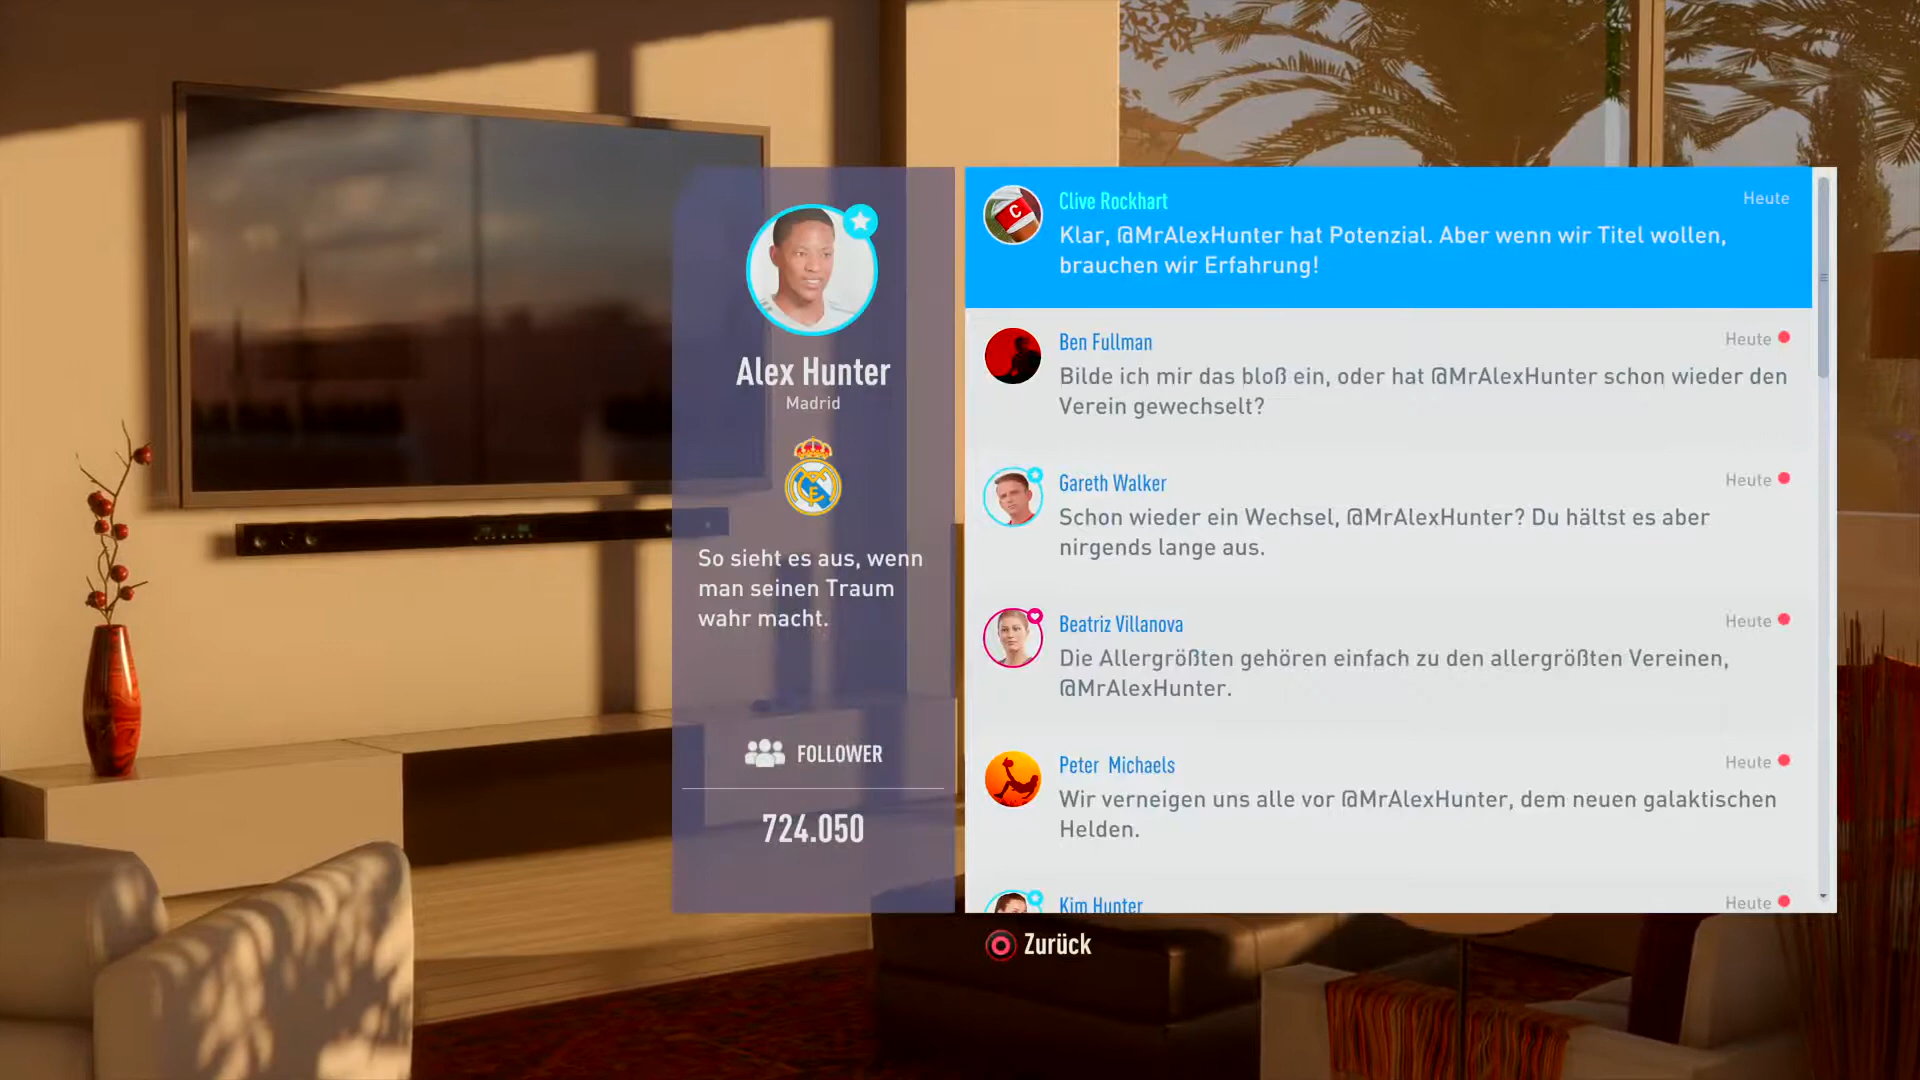 Alex Hunter
Madrid
So sieht es aus, wenn
man seinen Traum
wahr macht.
FOLLOWER
724.050
Clive Rockhart
Heute
Klar, @MrAlexHunter hat Potenzial. Aber wenn wir Titel wollen,
brauchen wir Erfahrung!
Ben Fullman
Heute
Bilde ich mir das bloß ein, oder hat @MrAlexHunter schon wieder den
Verein gewechselt?
Gareth Walker
Heute
Schon wieder ein Wechsel, @MrAlexHunter? Du hältst es aber
nirgends lange aus.
Beatriz Villanova
Heute
Die Allergrößten gehören einfach zu den allergrößten Vereinen,
@MrAlexHunter.
Peter Michaels
Heute
Wir verneigen uns alle vor @MrAlexHunter, dem neuen galaktischen
Helden.
Kim Hunter
Heute
Zurück